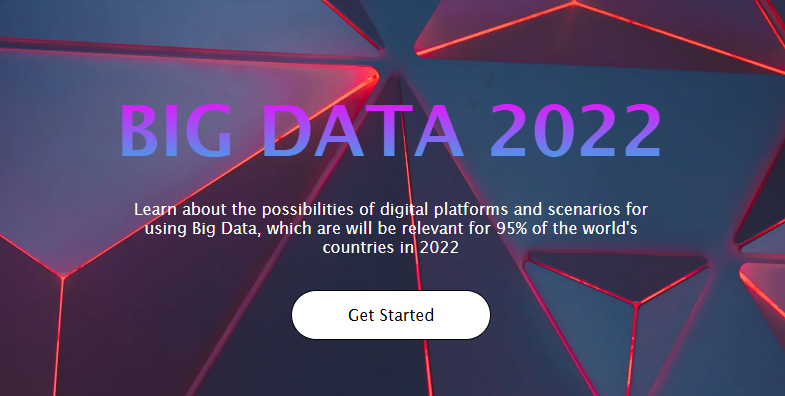 BIG DATA 2022
Learn about the possibilities of digital platforms and scenarios for
using Big Data, which are will be relevant for 95% of the world's
countries in 2022
Get Started